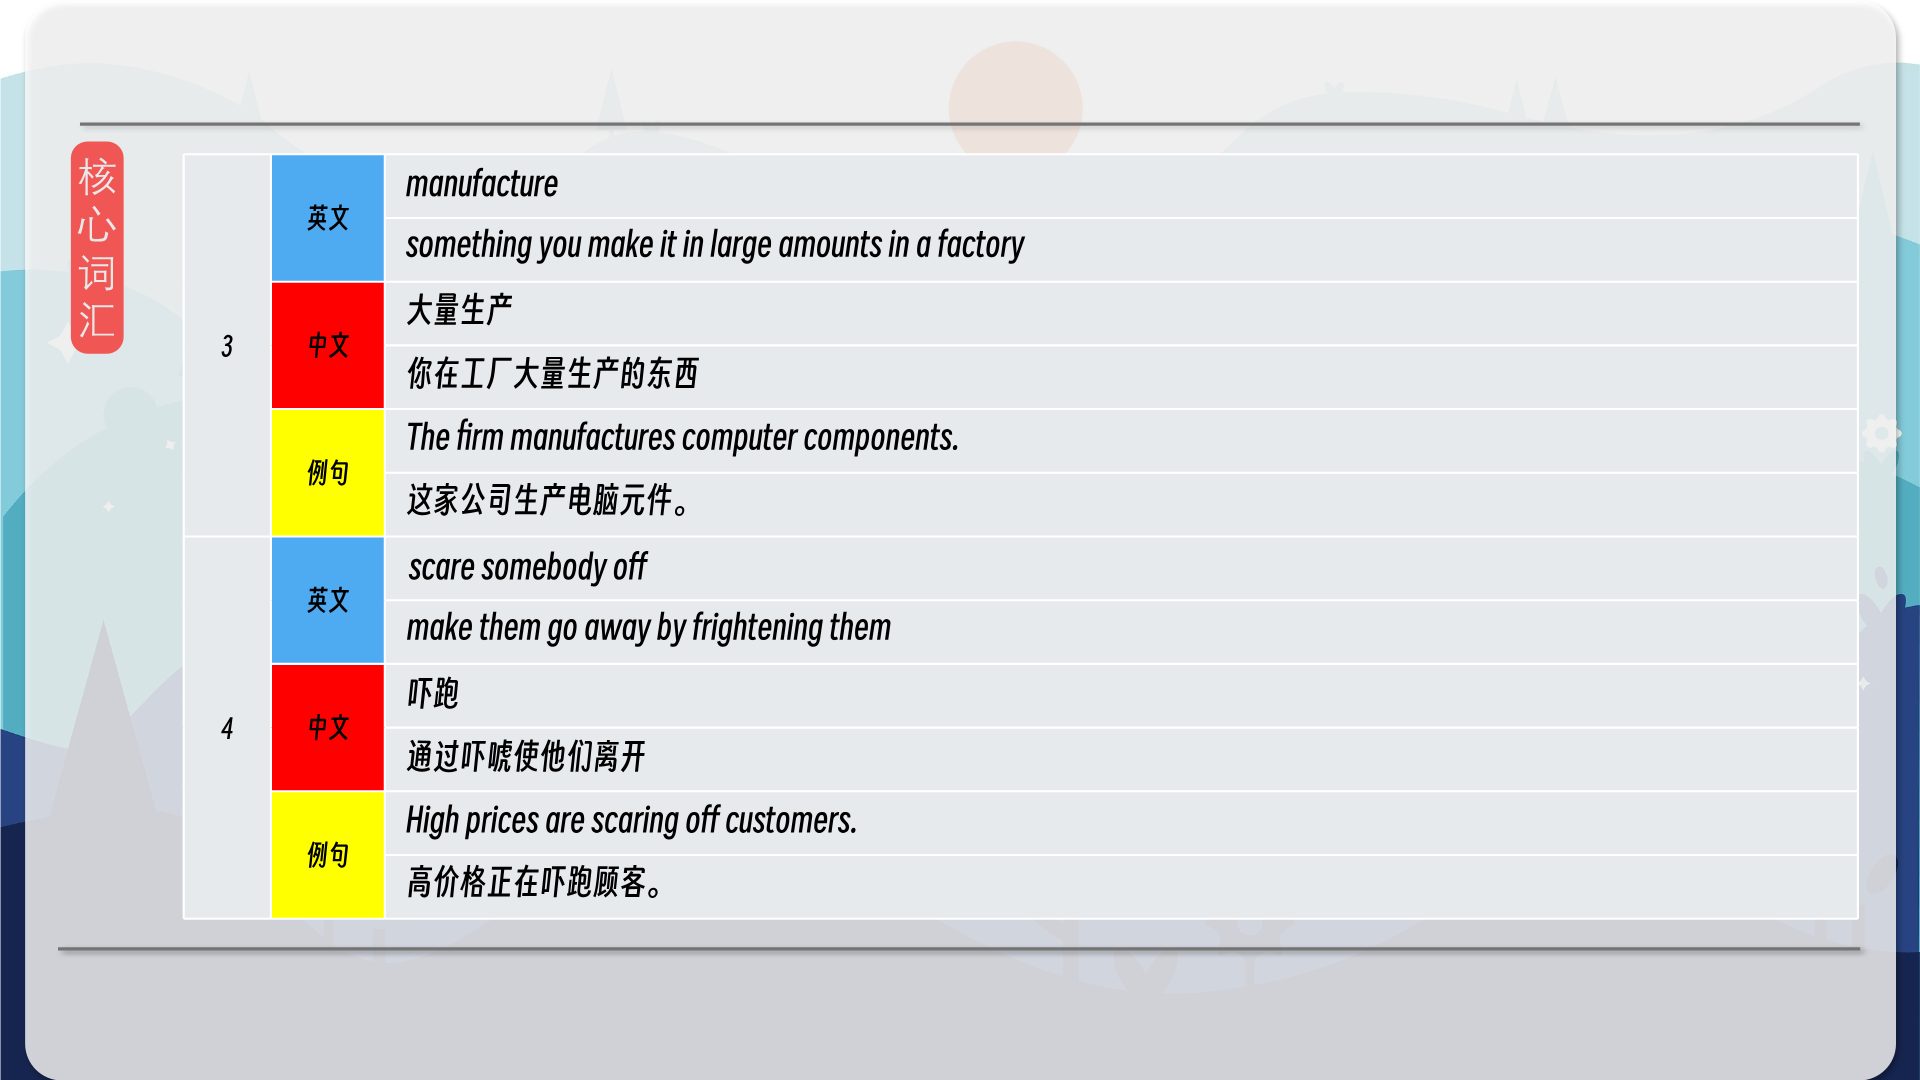 核心词汇
3
英文
manufacture
something you make it in large amounts in a factory
中文
大量生产
你在工厂大量生产的东西
例句
The firm manufactures computer components.
这家公司生产电脑元件。
4
英文
scare somebody off
make them go away by frightening them
中文
吓跑
通过吓唬使他们离开
例句
High prices are scaring off customers.
高价格正在吓跑顾客。